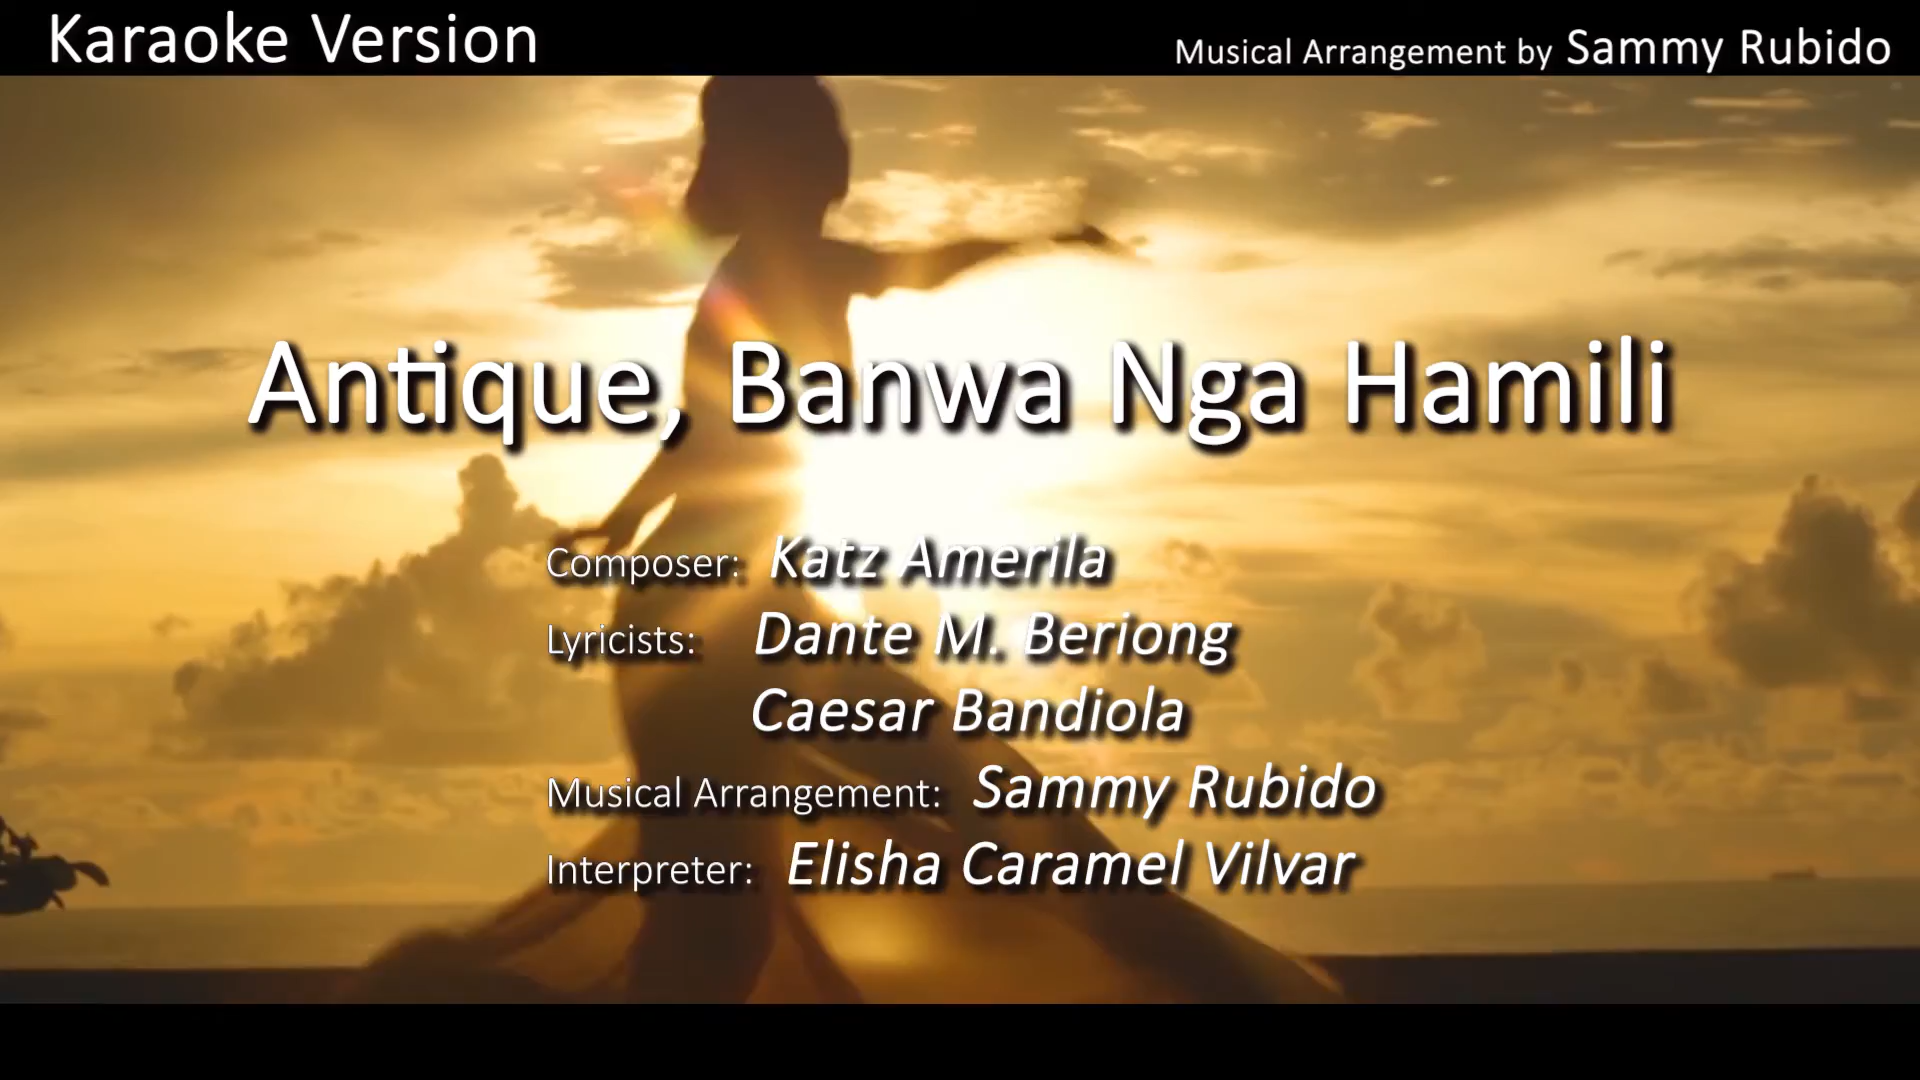 Karaoke Version
Musical Arrangement by Sammy Rubido
Antique, Banwa Nga Hamili
Composer: Katz Amerila
Lyricists: Dante M. Beriong
Caesar Bandiola
Musical Arrangement: Sammy Rubido
Interpreter: Elisha Caramel Vilvar